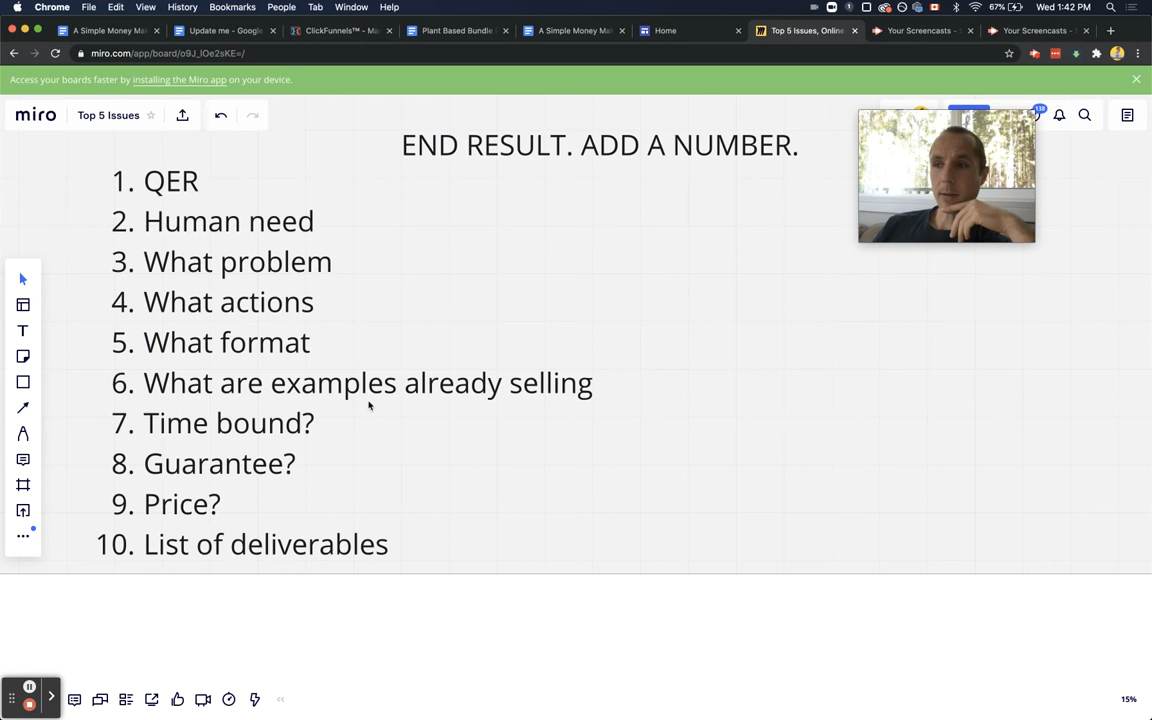 Chrome File Edit View History Bookmarks People Tab Window Help 67% Wed 1:42 PM
A Simple Money Ma Update me - Google ClickFunnels™ - Ma Plant Based Bundle A Simple Money Ma Home Top 5 Issues, Online Your Screencasts - Your Screencasts -
miro.com/app/board/o9J_lOe2sKE=/
Access your boards faster by installing the Miro app on your device.
miro Top 5 Issues 138
END RESULT. ADD A NUMBER.
1. QER
2. Human need
3. What problem
4. What actions
5. What format
6. What are examples already selling
7. Time bound?
8. Guarantee?
9. Price?
10. List of deliverables
15%